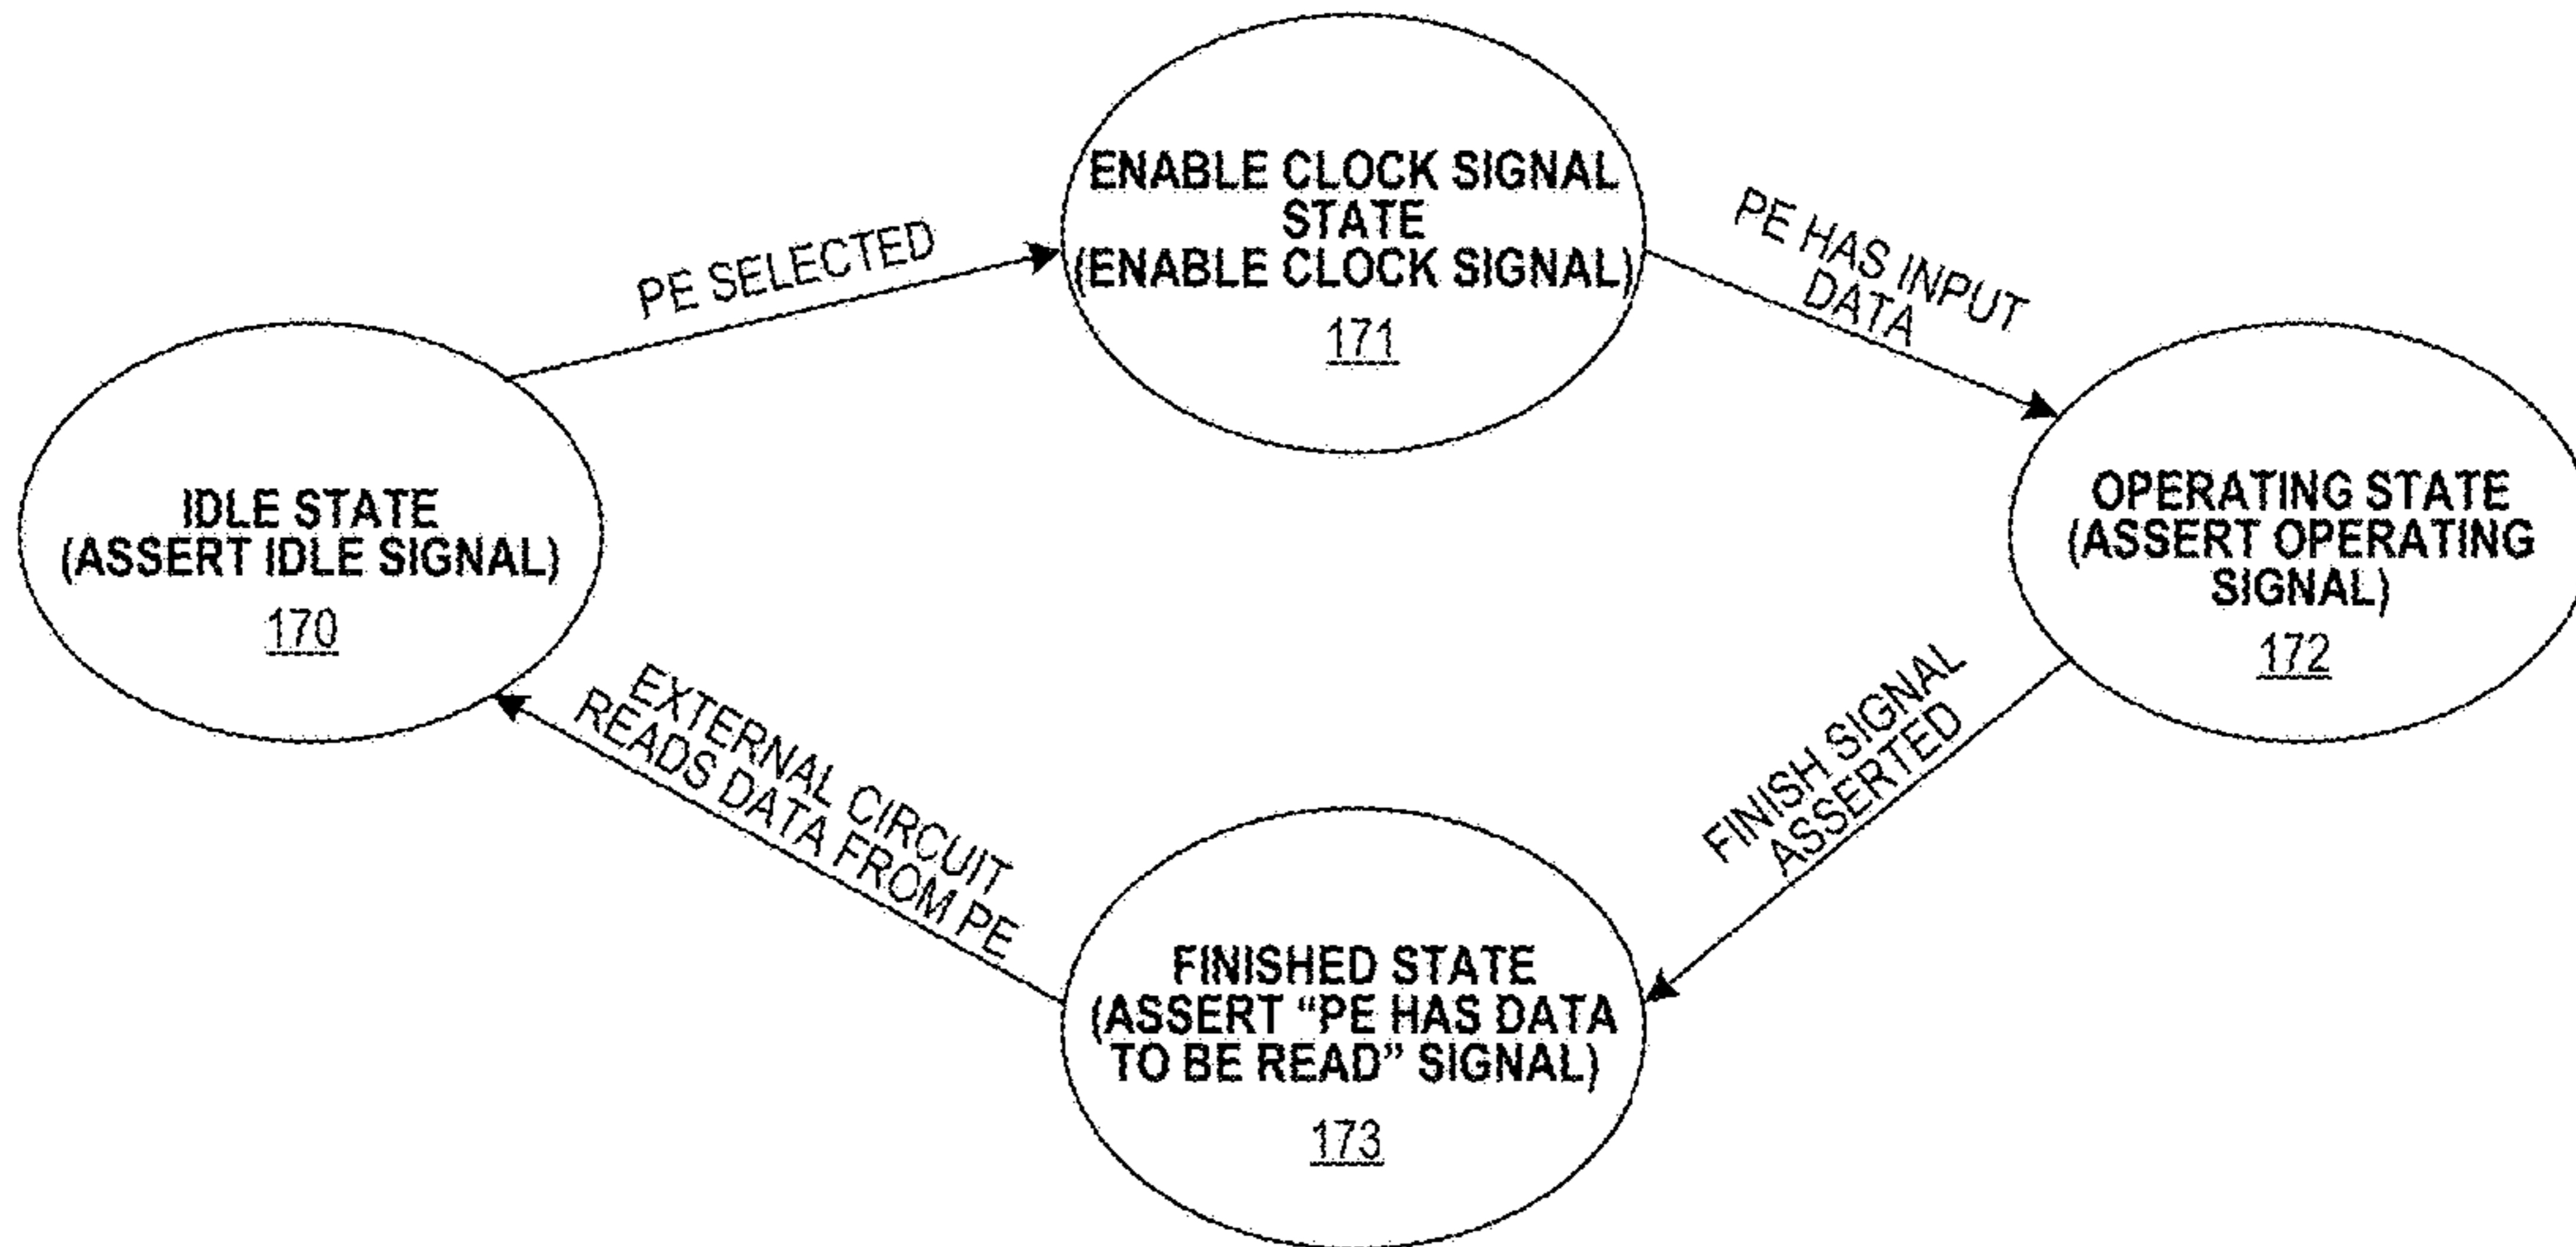 ENABLE CLOCK SIGNAL
STATE
(ENABLE CLOCK SIGNAL)
171
PE SELECTED
PE HAS INPUT
DATA
IDLE STATE
(ASSERT IDLE SIGNAL)
170
OPERATING STATE
(ASSERT OPERATING
SIGNAL)
172
EXTERNAL CIRCUIT
READS DATA FROM PE
FINISH SIGNAL
ASSERTED
FINISHED STATE
(ASSERT “PE HAS DATA
TO BE READ” SIGNAL)
173